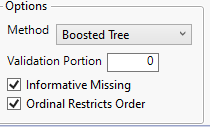 Options
Method Boosted Tree
Validation Portion 0
Informative Missing
Ordinal Restricts Order